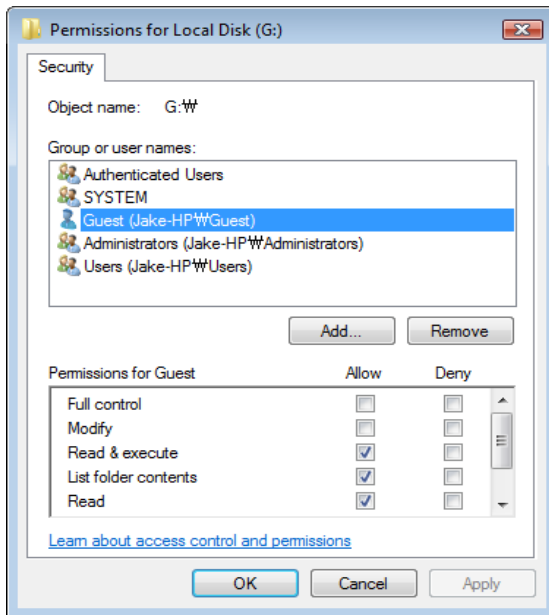 Permissions for Local Disk (G:)
Security
Object name: G:₩
Group or user names:
Authenticated Users
SYSTEM
Guest (Jake-HP₩Guest)
Administrators (Jake-HP₩Administrators)
Users (Jake-HP₩Users)
Add... Remove
Permissions for Guest Allow Deny
Full control
Modify
Read & execute
List folder contents
Read
Learn about access control and permissions
OK Cancel Apply